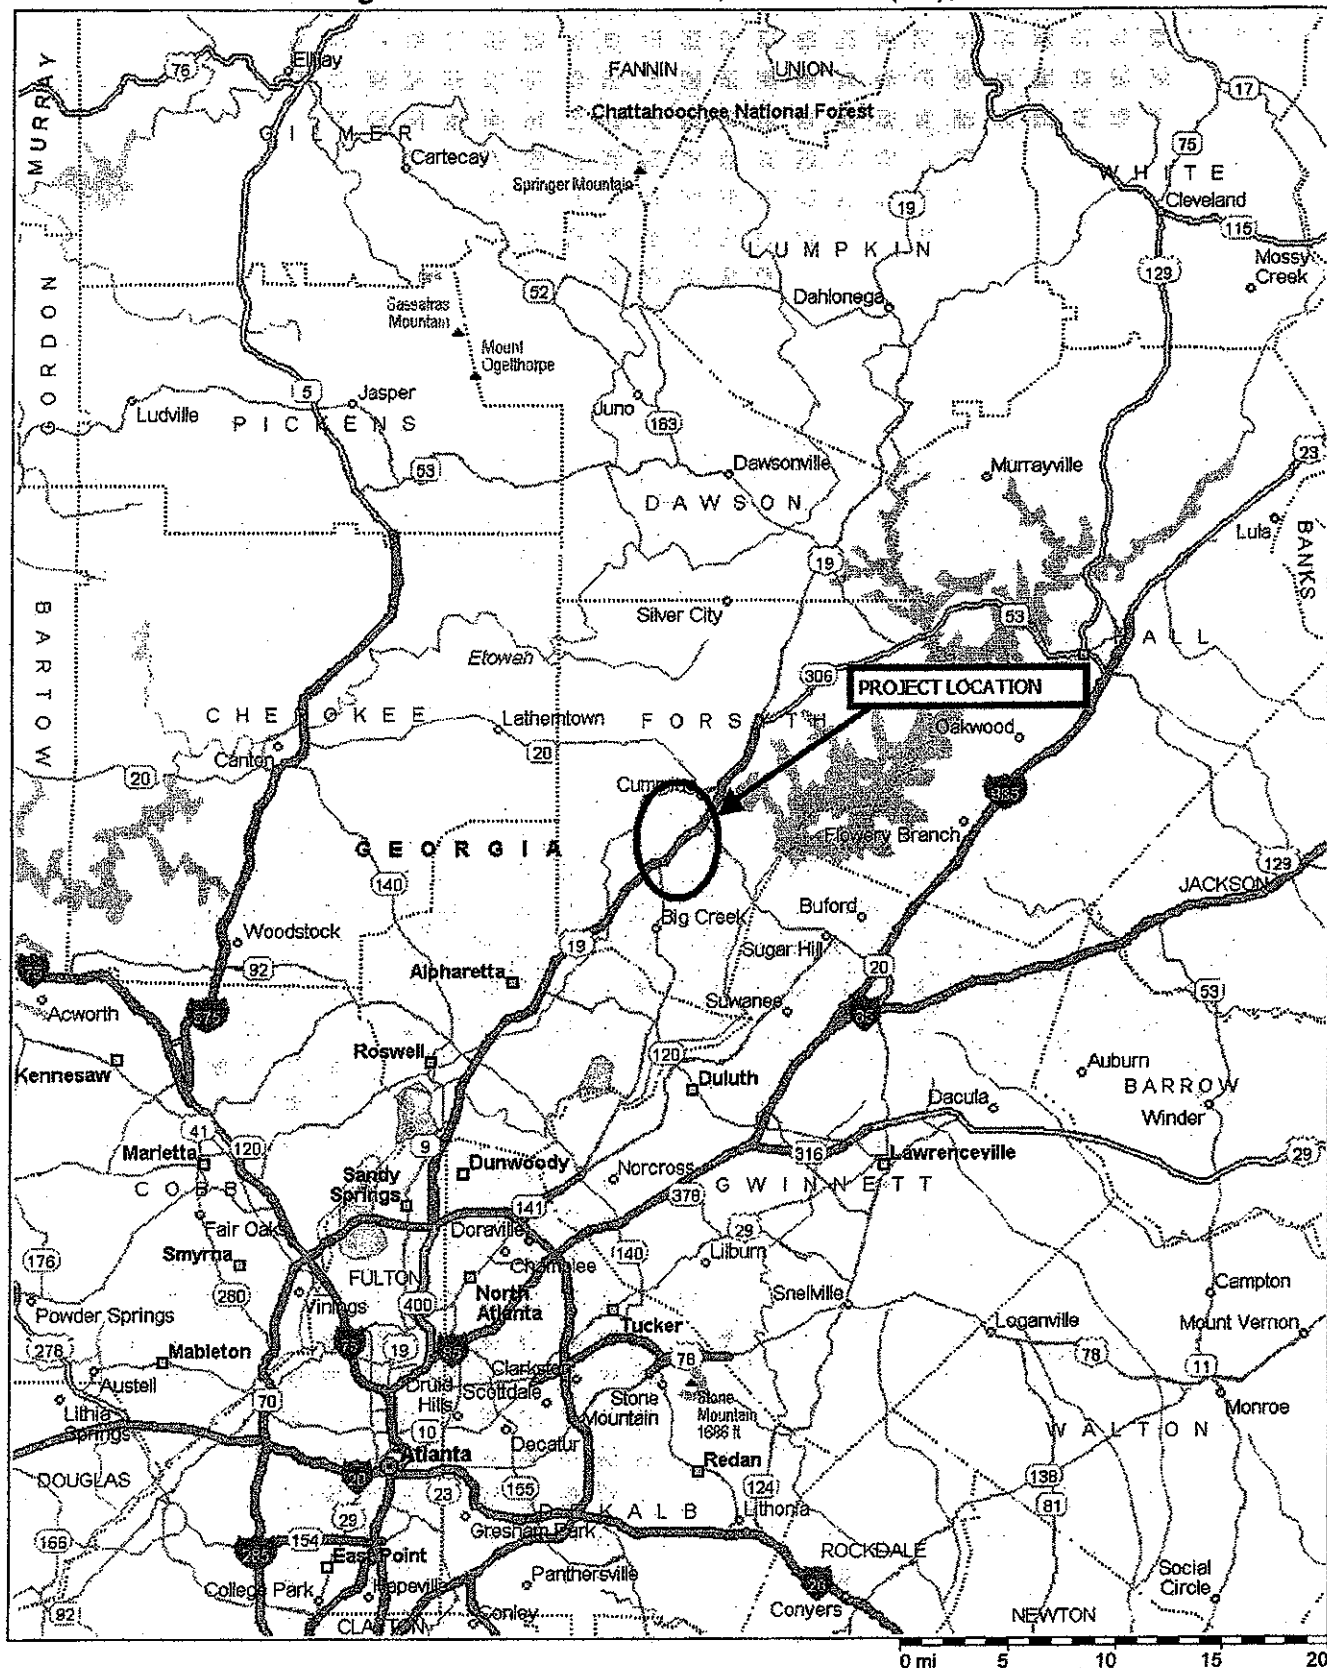 76
Ellijay
FANNIN
UNION
17
MURRAY
Chattahoochee National Forest
GILMER
75
Cartecay
WHITE
Springer Mountain
Cleveland
19
115
LUMPKIN
Mossy
Creek
129
GORDON
52
Dahlonega
Sassafras
Mountain
Mount
Ogelthorpe
5
Jasper
Juno
Ludville
PICKENS
163
53
Dawsonville
Murrayville
23
DAWSON
Lula
BANKS
19
BARTOW
Silver City
53
HALL
Etowah
306
PROJECT LOCATION
CHEROKEE
Lathemtown
FORSYTH
Oakwood
Canton
20
20
Cumming
985
Flowery Branch
GEORGIA
140
129
JACKSON
Big Creek
Buford
Woodstock
19
Sugar Hill
92
Alpharetta
20
75
Suwanee
53
Acworth
575
85
Roswell
120
Auburn
Kennesaw
Duluth
BARROW
Dacula
Winder
41
120
9
316
29
Marietta
Dunwoody
Norcross
Lawrenceville
COBB
Sandy
Springs
378
GWINNETT
141
Fair Oaks
Doraville
29
176
Smyrna
140
Lilburn
Chamblee
FULTON
Campton
280
Vinings
North
Atlanta
Snellville
Powder Springs
400
Tucker
Loganville
Mount Vernon
278
Mableton
75
19
85
78
78
11
Clarkston
Austell
Druid
Hills
Scottdale
Stone
Mountain
Stone
Mountain
1686 ft
Monroe
Lithia
Springs
70
10
Decatur
WALTON
Atlanta
Redan
DOUGLAS
20
138
155
124
23
81
29
DEKALB
Lithonia
166
154
Gresham Park
285
East Point
ROCKDALE
College Park
Hapeville
Panthersville
20
Social
Circle
92
Conley
Conyers
NEWTON
CLAYTON
0 mi
5
10
15
20